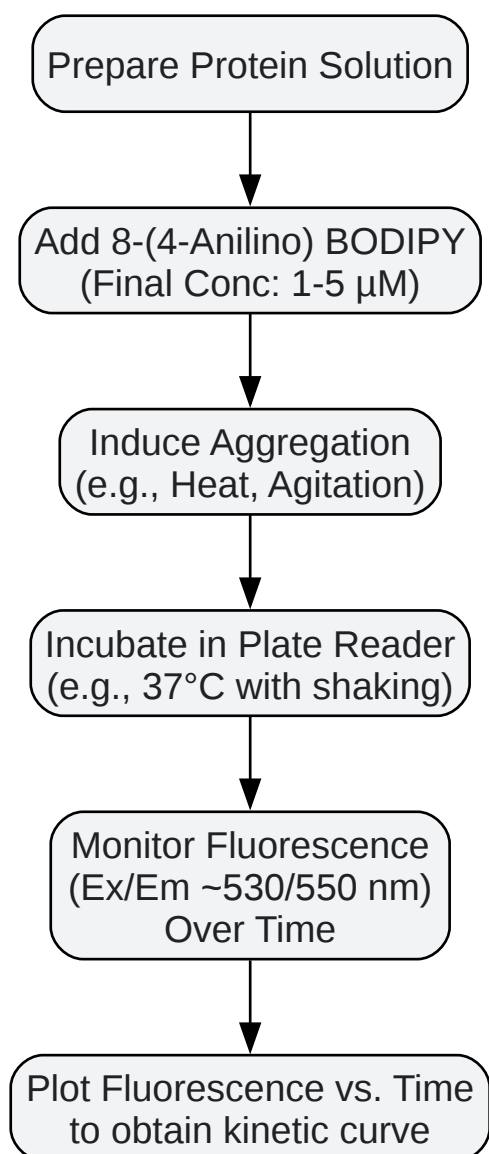 Prepare Protein Solution
Add 8-(4-Anilino) BODIPY
(Final Conc: 1-5 µM)
Induce Aggregation
(e.g., Heat, Agitation)
Incubate in Plate Reader
(e.g., 37°C with shaking)
Monitor Fluorescence
(Ex/Em ~530/550 nm)
Over Time
Plot Fluorescence vs. Time
to obtain kinetic curve